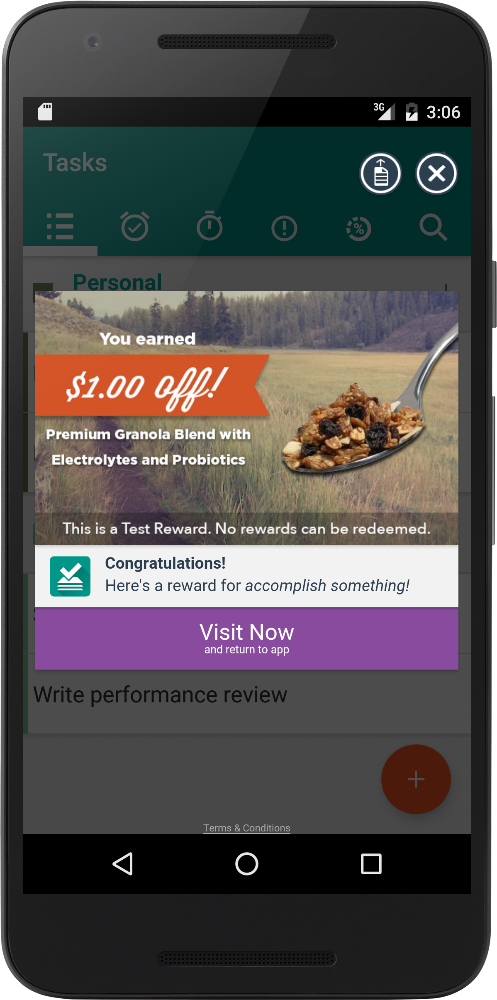 3G 3:06
Tasks
%
Personal
You earned
$1.00 off!
Premium Granola Blend with
Electrolytes and Probiotics
This is a Test Reward. No rewards can be redeemed.
Congratulations!
Here's a reward for accomplish something!
Visit Now
and return to app
Write performance review
Terms & Conditions